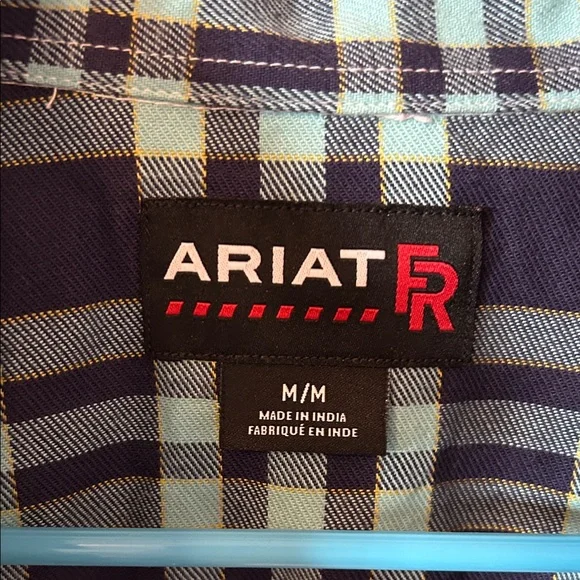 ARIAT FR
M/M
MADE IN INDIA
FABRIQUÉ EN INDE